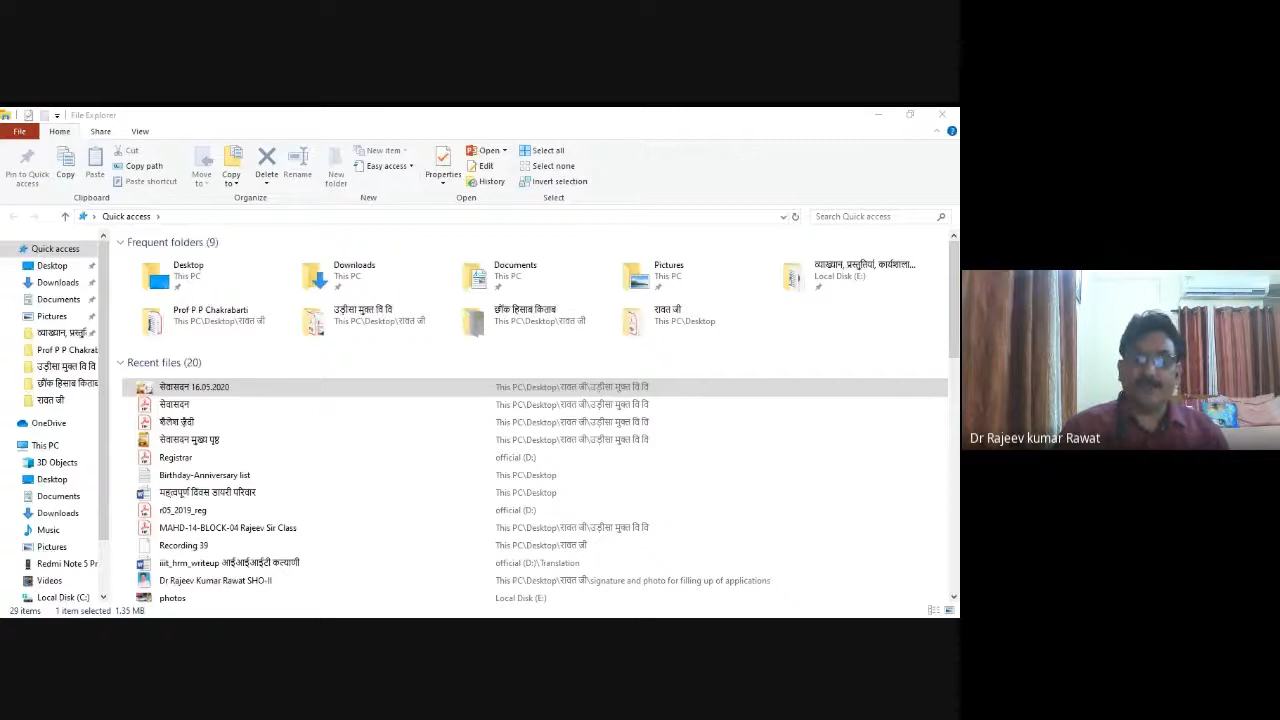 File Explorer
File Home Share View
Pin to Quick access
Copy
Paste
Cut
Copy path
Paste shortcut
Clipboard
Move to
Copy to
Delete
Rename
Organize
New folder
New item
Easy access
New
Properties
Open
Edit
History
Open
Select all
Select none
Invert selection
Select
Quick access
Search Quick access
Quick access
Desktop
Downloads
Documents
Pictures
व्याख्यान, प्रस्तुति
Prof P P Chakrab
उड़ीसा मुक्त वि वि
छौंक हिसाब किताब
रावत जी
OneDrive
This PC
3D Objects
Desktop
Documents
Downloads
Music
Pictures
Redmi Note 5 Pr
Videos
Local Disk (C:)
Frequent folders (9)
Desktop
This PC
Downloads
This PC
Documents
This PC
Pictures
This PC
व्याख्यान, प्रस्तुतियां, कार्यशाला...
Local Disk (E:)
Prof P P Chakrabarti
This PC\Desktop\रावत जी
उड़ीसा मुक्त वि वि
This PC\Desktop\रावत जी
छौंक हिसाब किताब
This PC\Desktop\रावत जी
रावत जी
This PC\Desktop
Recent files (20)
सेवासदन 16.05.2020 This PC\Desktop\रावत जी\उड़ीसा मुक्त वि वि
सेवासदन This PC\Desktop\रावत जी\उड़ीसा मुक्त वि वि
शैलेश ज़ैदी This PC\Desktop\रावत जी\उड़ीसा मुक्त वि वि
सेवासदन मुख्य पृष्ठ This PC\Desktop\रावत जी\उड़ीसा मुक्त वि वि
Registrar official (D:)
Birthday-Anniversary list This PC\Desktop
महत्वपूर्ण दिवस डायरी परिवार This PC\Desktop
r05_2019_reg official (D:)
MAHD-14-BLOCK-04 Rajeev Sir Class This PC\Desktop\रावत जी\उड़ीसा मुक्त वि वि
Recording 39 This PC\Desktop\रावत जी
iiit_hrm_writeup आईआईआईटी कल्याणी official (D:)\Translation
Dr Rajeev Kumar Rawat SHO-II This PC\Desktop\रावत जी\signature and photo for filling up of applications
photos Local Disk (E:)
29 items 1 item selected 1.35 MB
Dr Rajeev kumar Rawat